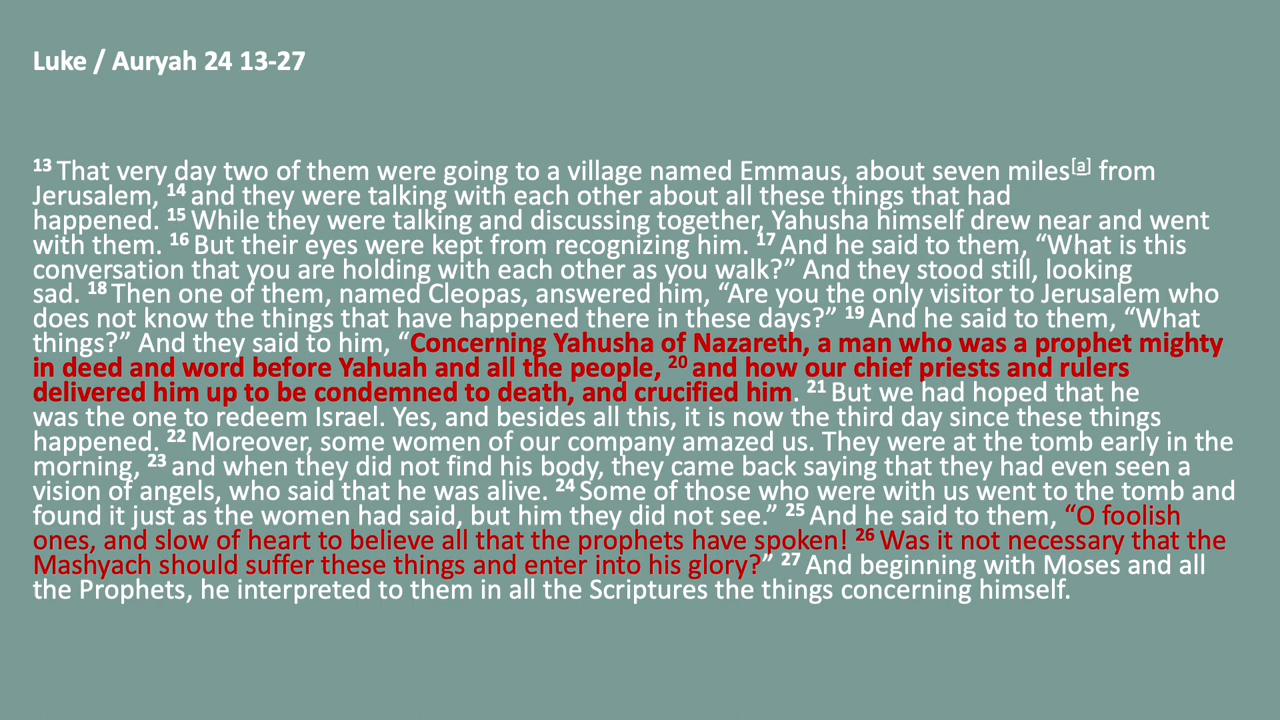 Luke / Auryah 24 13-27
13 That very day two of them were going to a village named Emmaus, about seven miles[a] from
Jerusalem, 14 and they were talking with each other about all these things that had
happened. 15 While they were talking and discussing together, Yahusha himself drew near and went
with them. 16 But their eyes were kept from recognizing him. 17 And he said to them, “What is this
conversation that you are holding with each other as you walk?” And they stood still, looking
sad. 18 Then one of them, named Cleopas, answered him, “Are you the only visitor to Jerusalem who
does not know the things that have happened there in these days?” 19 And he said to them, “What
things?” And they said to him, “Concerning Yahusha of Nazareth, a man who was a prophet mighty
in deed and word before Yahuah and all the people, 20 and how our chief priests and rulers
delivered him up to be condemned to death, and crucified him. 21 But we had hoped that he
was the one to redeem Israel. Yes, and besides all this, it is now the third day since these things
happened. 22 Moreover, some women of our company amazed us. They were at the tomb early in the
morning, 23 and when they did not find his body, they came back saying that they had even seen a
vision of angels, who said that he was alive. 24 Some of those who were with us went to the tomb and
found it just as the women had said, but him they did not see.” 25 And he said to them, “O foolish
ones, and slow of heart to believe all that the prophets have spoken! 26 Was it not necessary that the
Mashyach should suffer these things and enter into his glory?” 27 And beginning with Moses and all
the Prophets, he interpreted to them in all the Scriptures the things concerning himself.